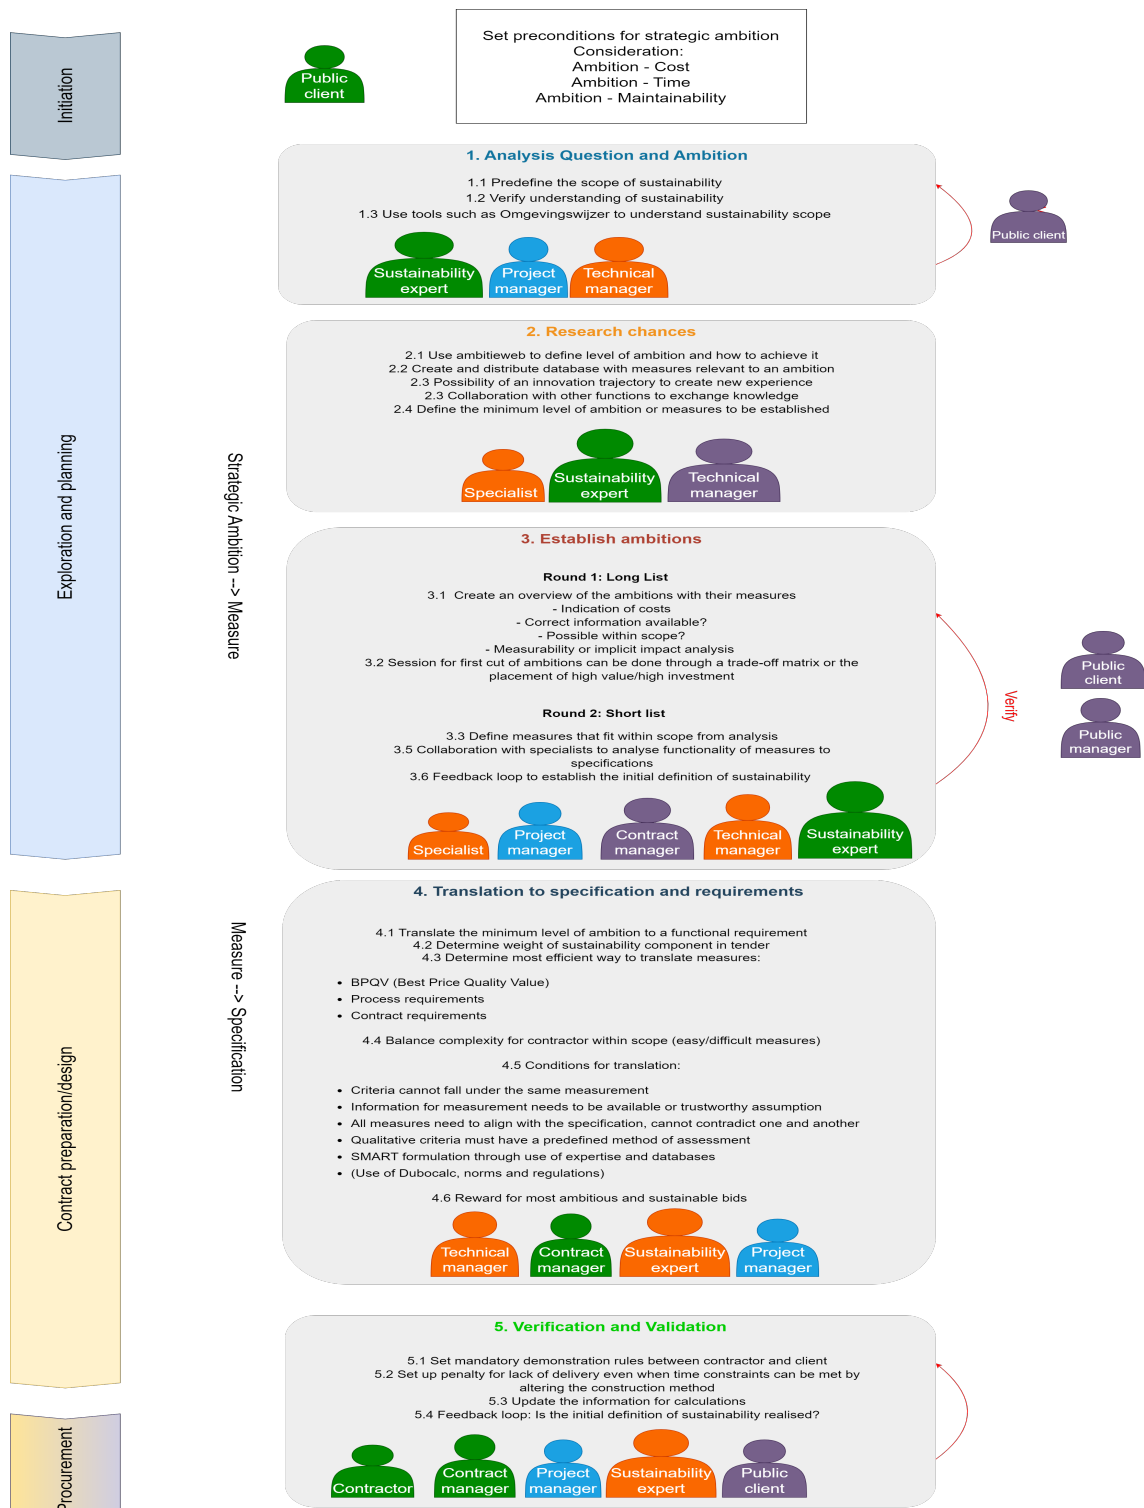 Set preconditions for strategic ambition
Consideration:
Ambition - Cost
Ambition - Time
Ambition - Maintainability
Public
client
Initiation
1. Analysis Question and Ambition
1.1 Predefine the scope of sustainability
1.2 Verify understanding of sustainability
1.3 Use tools such as Omgevingswijzer to understand sustainability scope
Sustainability
expert
Project
manager
Technical
manager
Public client
Exploration and planning
Strategic Ambition --> Measure
2. Research chances
2.1 Use ambitieweb to define level of ambition and how to achieve it
2.2 Create and distribute database with measures relevant to an ambition
2.3 Possibility of an innovation trajectory to create new experience
2.3 Collaboration with other functions to exchange knowledge
2.4 Define the minimum level of ambition or measures to be established
Specialist
Sustainability
expert
Technical
manager
3. Establish ambitions
Round 1: Long List
3.1 Create an overview of the ambitions with their measures
- Indication of costs
- Correct information available?
- Possible within scope?
- Measurability or implicit impact analysis
3.2 Session for first cut of ambitions can be done through a trade-off matrix or the
placement of high value/high investment
Round 2: Short list
3.3 Define measures that fit within scope from analysis
3.5 Collaboration with specialists to analyse functionality of measures to
specifications
3.6 Feedback loop to establish the initial definition of sustainability
Specialist
Project
manager
Contract
manager
Technical
manager
Sustainability
expert
Verify
Public
client
Public
manager
Contract preparation/design
Measure --> Specification
4. Translation to specification and requirements
4.1 Translate the minimum level of ambition to a functional requirement
4.2 Determine weight of sustainability component in tender
4.3 Determine most efficient way to translate measures:
• BPQV (Best Price Quality Value)
• Process requirements
• Contract requirements
4.4 Balance complexity for contractor within scope (easy/difficult measures)
4.5 Conditions for translation:
• Criteria cannot fall under the same measurement
• Information for measurement needs to be available or trustworthy assumption
• All measures need to align with the specification, cannot contradict one and another
• Qualitative criteria must have a predefined method of assessment
• SMART formulation through use of expertise and databases
• (Use of Dubocalc, norms and regulations)
4.6 Reward for most ambitious and sustainable bids
Technical
manager
Contract
manager
Sustainability
expert
Project
manager
5. Verification and Validation
5.1 Set mandatory demonstration rules between contractor and client
5.2 Set up penalty for lack of delivery even when time constraints can be met by
altering the construction method
5.3 Update the information for calculations
5.4 Feedback loop: Is the initial definition of sustainability realised?
Contractor
Contract
manager
Project
manager
Sustainability
expert
Public
client
Procurement